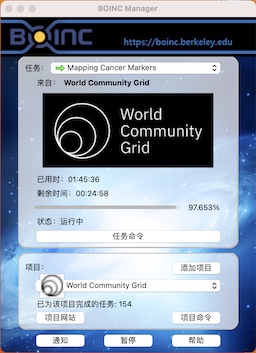 BOINC Manager
BOINC
https://boinc.berkeley.edu
任务: Mapping Cancer Markers
来自: World Community Grid
World
Community
Grid
已用时: 01:45:36
剩余时间: 00:24:58
97.653%
状态: 运行中
任务命令
项目: 添加项目
World Community Grid
已为该项目完成的任务: 154
项目网站 项目命令
通知 暂停 帮助